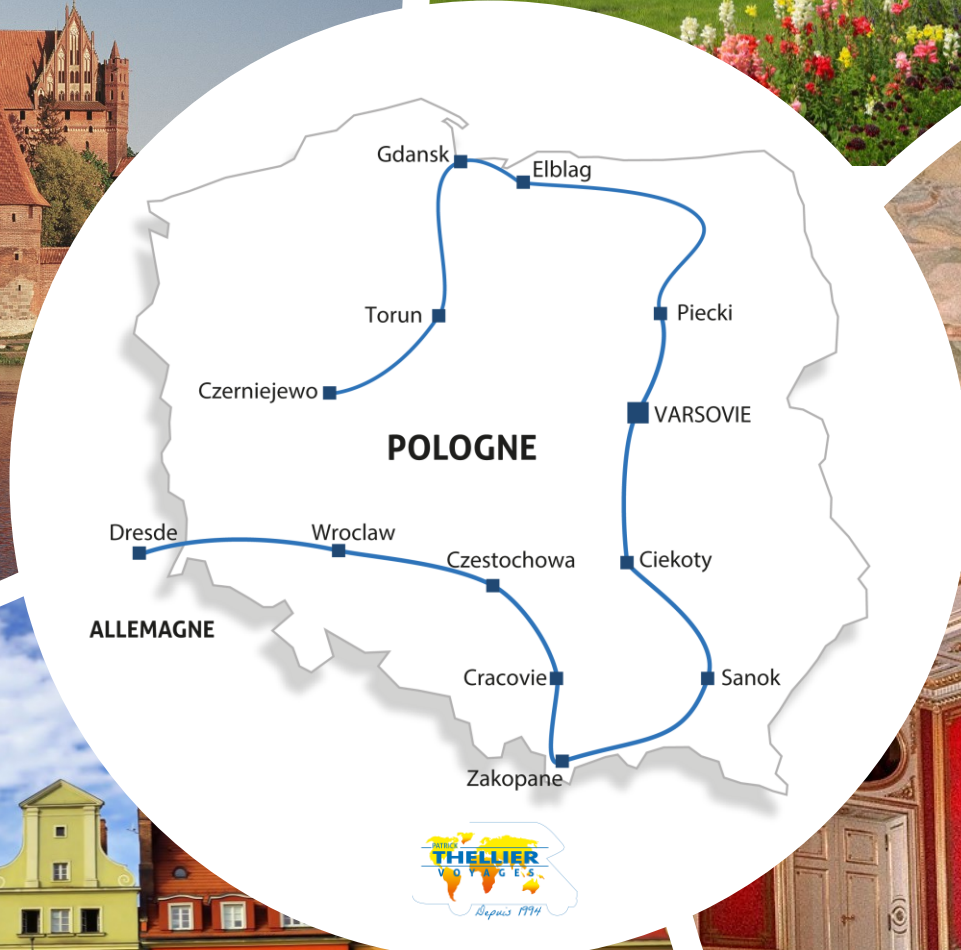 Gdansk
Elblag
Torun
Piecki
Czerniejewo
VARSOVIE
POLOGNE
Dresde
Wroclaw
Czestochowa
Ciekoty
ALLEMAGNE
Cracovie
Sanok
Zakopane
PATRICK
THELLIER
VOYAGES
Depuis 1994